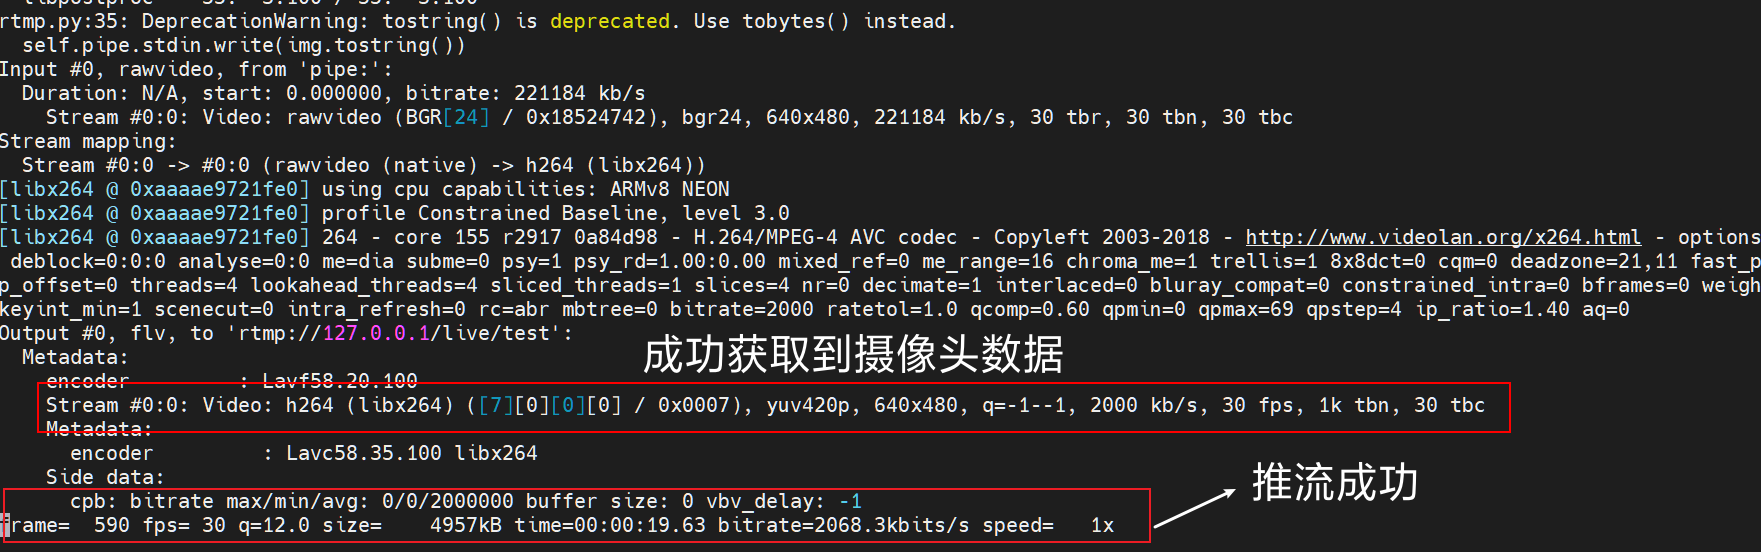 libpostproc    55.  3.100 / 55.  3.100
rtmp.py:35: DeprecationWarning: tostring() is deprecated. Use tobytes() instead.
  self.pipe.stdin.write(img.tostring())
Input #0, rawvideo, from 'pipe:':
  Duration: N/A, start: 0.000000, bitrate: 221184 kb/s
    Stream #0:0: Video: rawvideo (BGR[24] / 0x18524742), bgr24, 640x480, 221184 kb/s, 30 tbr, 30 tbn, 30 tbc
Stream mapping:
  Stream #0:0 -> #0:0 (rawvideo (native) -> h264 (libx264))
[libx264 @ 0xaaaae9721fe0] using cpu capabilities: ARMv8 NEON
[libx264 @ 0xaaaae9721fe0] profile Constrained Baseline, level 3.0
[libx264 @ 0xaaaae9721fe0] 264 - core 155 r2917 0a84d98 - H.264/MPEG-4 AVC codec - Copyleft 2003-2018 - http://www.videolan.org/x264.html - options
deblock=0:0:0 analyse=0:0 me=dia subme=0 psy=1 psy_rd=1.00:0.00 mixed_ref=0 me_range=16 chroma_me=1 trellis=1 8x8dct=0 cqm=0 deadzone=21,11 fast_p
p_offset=0 threads=4 lookahead_threads=4 sliced_threads=1 slices=4 nr=0 decimate=1 interlaced=0 bluray_compat=0 constrained_intra=0 bframes=0 weigh
keyint_min=1 scenecut=0 intra_refresh=0 rc=abr mbtree=0 bitrate=2000 ratetol=1.0 qcomp=0.60 qpmin=0 qpmax=69 qpstep=4 ip_ratio=1.40 aq=0
Output #0, flv, to 'rtmp://127.0.0.1/live/test':
成功获取到摄像头数据
  Metadata:
    encoder         : Lavf58.20.100
    Stream #0:0: Video: h264 (libx264) ([7][0][0][0] / 0x0007), yuv420p, 640x480, q=-1--1, 2000 kb/s, 30 fps, 1k tbn, 30 tbc
    Metadata:
      encoder         : Lavc58.35.100 libx264
    Side data:
      cpb: bitrate max/min/avg: 0/0/2000000 buffer size: 0 vbv_delay: -1
推流成功
frame=  590 fps= 30 q=12.0 size=    4957kB time=00:00:19.63 bitrate=2068.3kbits/s speed=   1x